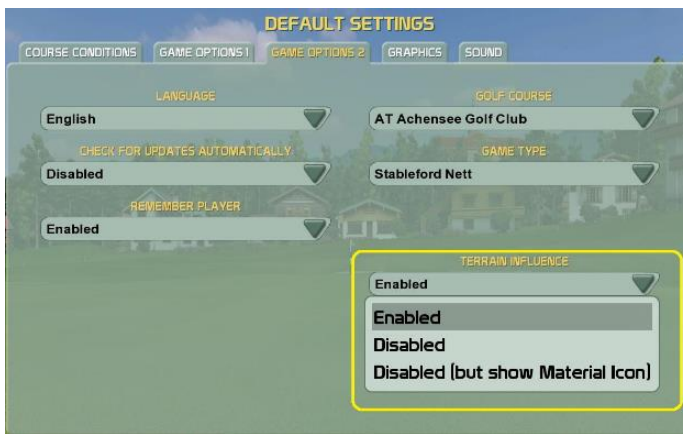 DEFAULT SETTINGS
COURSE CONDITIONS GAME OPTIONS 1 GAME OPTIONS 2 GRAPHICS SOUND
LANGUAGE
English
CHECK FOR UPDATES AUTOMATICALLY
Disabled
REMEMBER PLAYER
Enabled
GOLF COURSE
AT Achensee Golf Club
GAME TYPE
Stableford Nett
TERRAIN INFLUENCE
Enabled
Enabled
Disabled
Disabled (but show Material Icon)